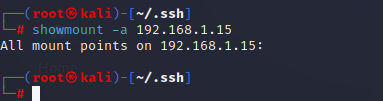 ┌──(root㉿kali)-[~/.ssh]
└─# showmount -a 192.168.1.15
All mount points on 192.168.1.15:
Home
┌──(root㉿kali)-[~/.ssh]
└─#